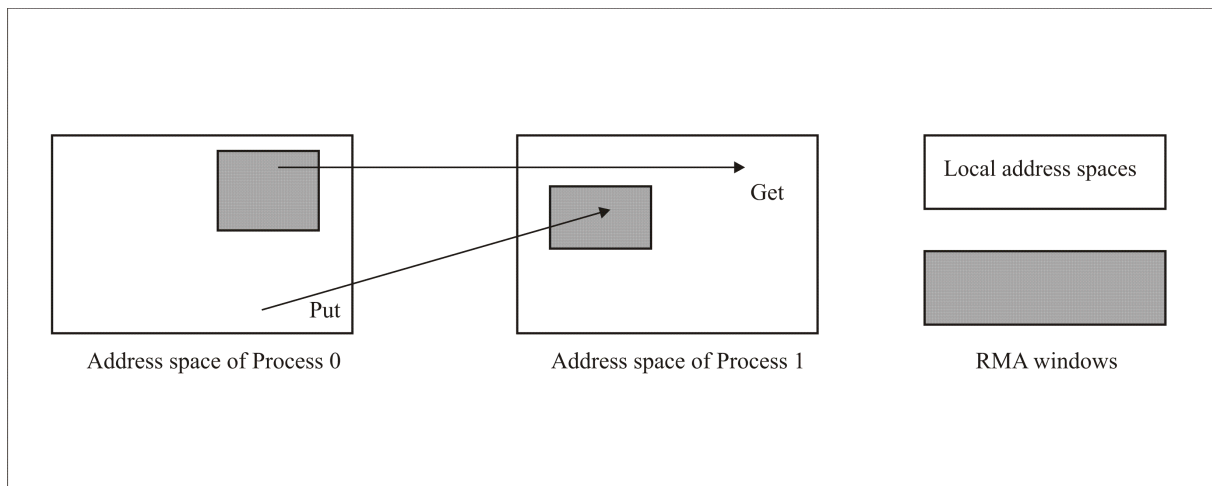 Local address spaces
Get
Put
Address space of Process 0
Address space of Process 1
RMA windows